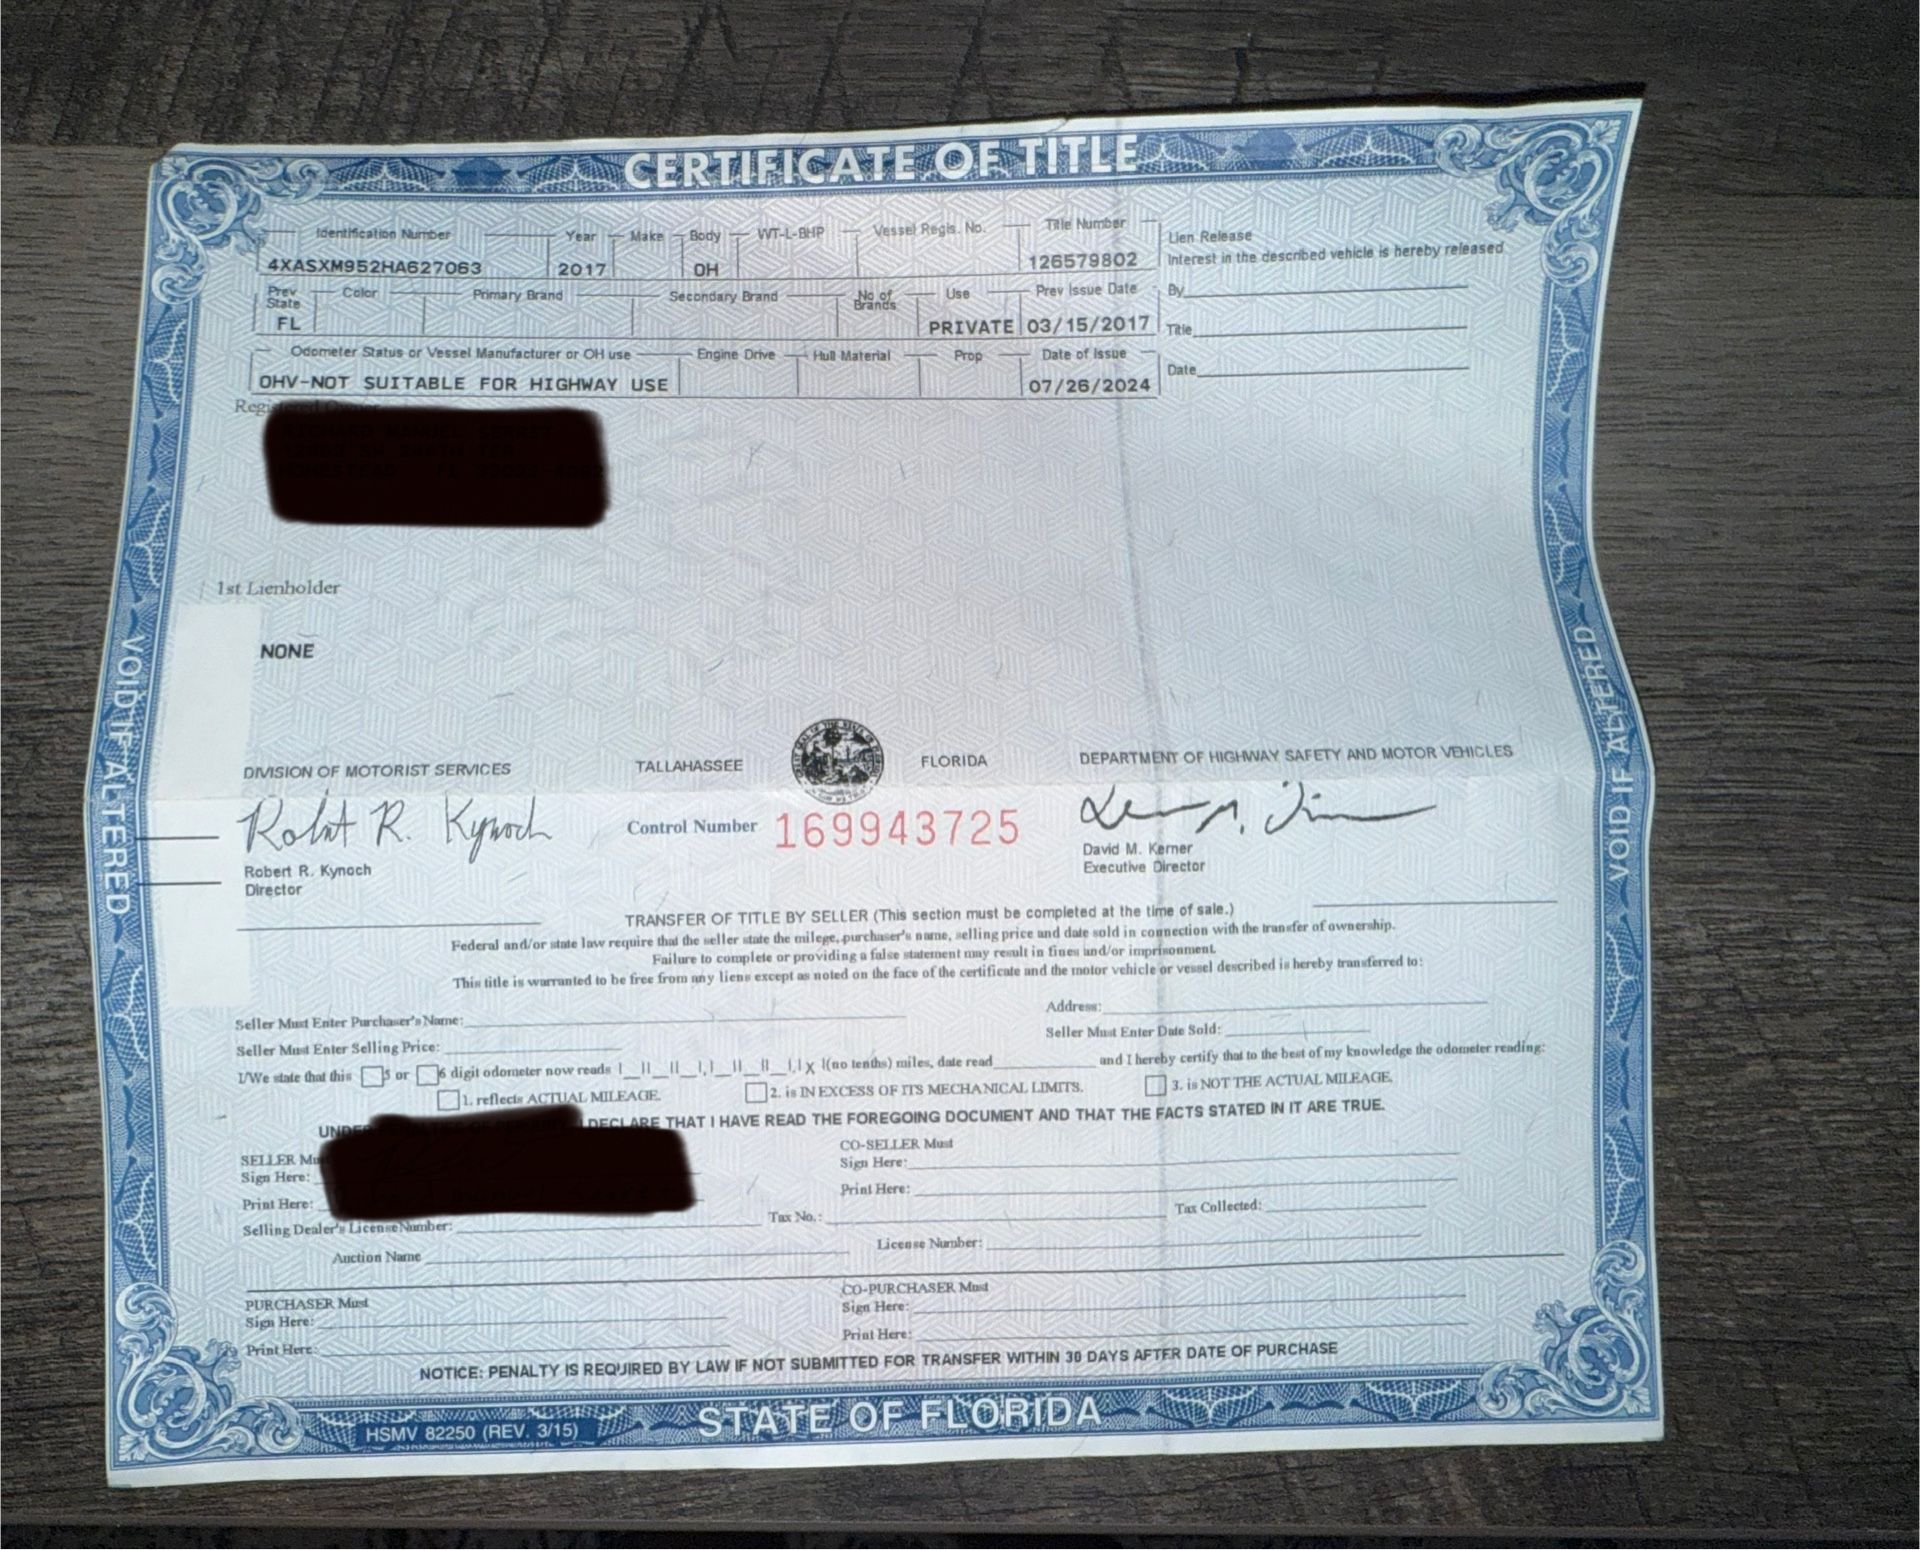 CERTIFICATE OF TITLE
Identification Number Year Make Body WT-L-BHP Vessel Regis. No. Title Number
4XASXM952HA627063 2017 OH 126579802
Lien Release
Interest in the described vehicle is hereby released
Prev State Color Primary Brand Secondary Brand No of Brands Use Prev Issue Date
FL PRIVATE 03/15/2017
By
Title
Odometer Status or Vessel Manufacturer or OH use Engine Drive Hull Material Prop Date of Issue
OHV-NOT SUITABLE FOR HIGHWAY USE 07/26/2024
Date
1st Lienholder
NONE
DIVISION OF MOTORIST SERVICES TALLAHASSEE FLORIDA DEPARTMENT OF HIGHWAY SAFETY AND MOTOR VEHICLES
Robert R. Kynoch
Control Number 169943725
Robert R. Kynoch
Director
David M. Kerner
Executive Director
TRANSFER OF TITLE BY SELLER (This section must be completed at the time of sale.)
Federal and/or state law require that the seller state the milege, purchaser's name, selling price and date sold in connection with the transfer of ownership.
Failure to complete or providing a false statement may result in fines and/or imprisonment.
This title is warranted to be free from any liens except as noted on the face of the certificate and the motor vehicle or vessel described is hereby transferred to:
Seller Must Enter Purchaser's Name: Address:
Seller Must Enter Selling Price: Seller Must Enter Date Sold:
I/We state that this 5 or 6 digit odometer now reads x (no tenths) miles, date read and I hereby certify that to the best of my knowledge the odometer reading:
1. reflects ACTUAL MILEAGE. 2. is IN EXCESS OF ITS MECHANICAL LIMITS. 3. is NOT THE ACTUAL MILEAGE.
DECLARE THAT I HAVE READ THE FOREGOING DOCUMENT AND THAT THE FACTS STATED IN IT ARE TRUE.
SELLER CO-SELLER Must
Sign Here: Sign Here:
Print Here: Print Here:
Selling Dealer's License Number: Tax No.: Tax Collected:
Auction Name License Number:
PURCHASER Must CO-PURCHASER Must
Sign Here: Sign Here:
Print Here: Print Here:
NOTICE: PENALTY IS REQUIRED BY LAW IF NOT SUBMITTED FOR TRANSFER WITHIN 30 DAYS AFTER DATE OF PURCHASE
HSMV 82250 (REV. 3/15) STATE OF FLORIDA
VOID IF ALTERED
VOID IF ALTERED